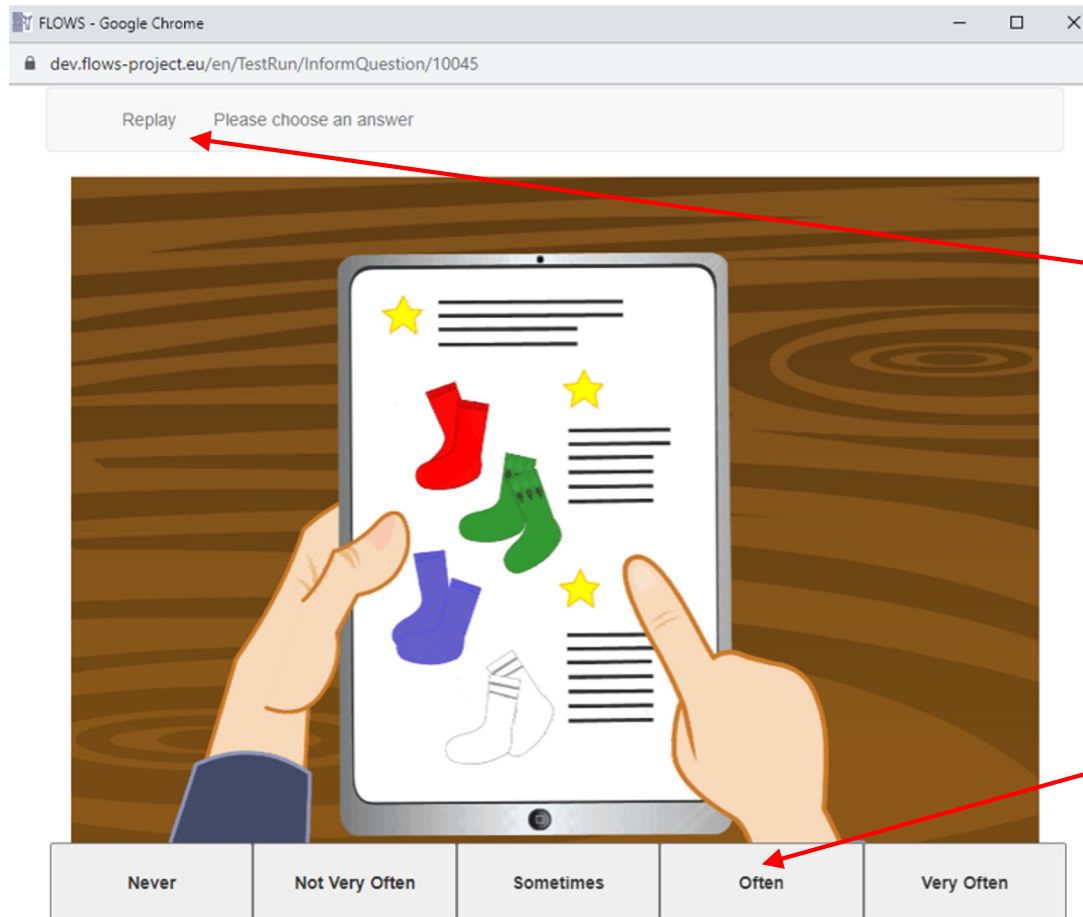 FLOWS - Google Chrome
dev.flows-project.eu/en/TestRun/InformQuestion/10045
Replay Please choose an answer
Never Not Very Often Sometimes Often Very Often